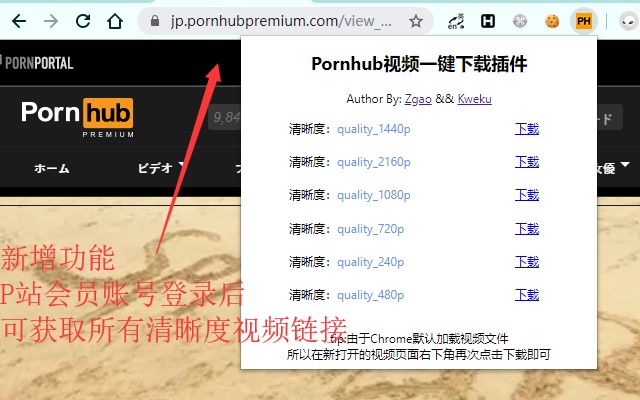 jp.pornhubpremium.com/view_...
en
H
PH
PORNPORTAL
Pornhub视频一键下载插件
Author By: Zgao && Kweku
Porn hub
PREMIUM
9,84
ード
清晰度：quality_1440p 下载
清晰度：quality_2160p 下载
ホーム
ビデオ
女優
清晰度：quality_1080p 下载
清晰度：quality_720p 下载
清晰度：quality_240p 下载
清晰度：quality_480p 下载
新增功能
P站会员账号登录后
可获取所有清晰度视频链接
tip:由于Chrome默认加载视频文件
所以在新打开的视频页面右下角再次点击下载即可